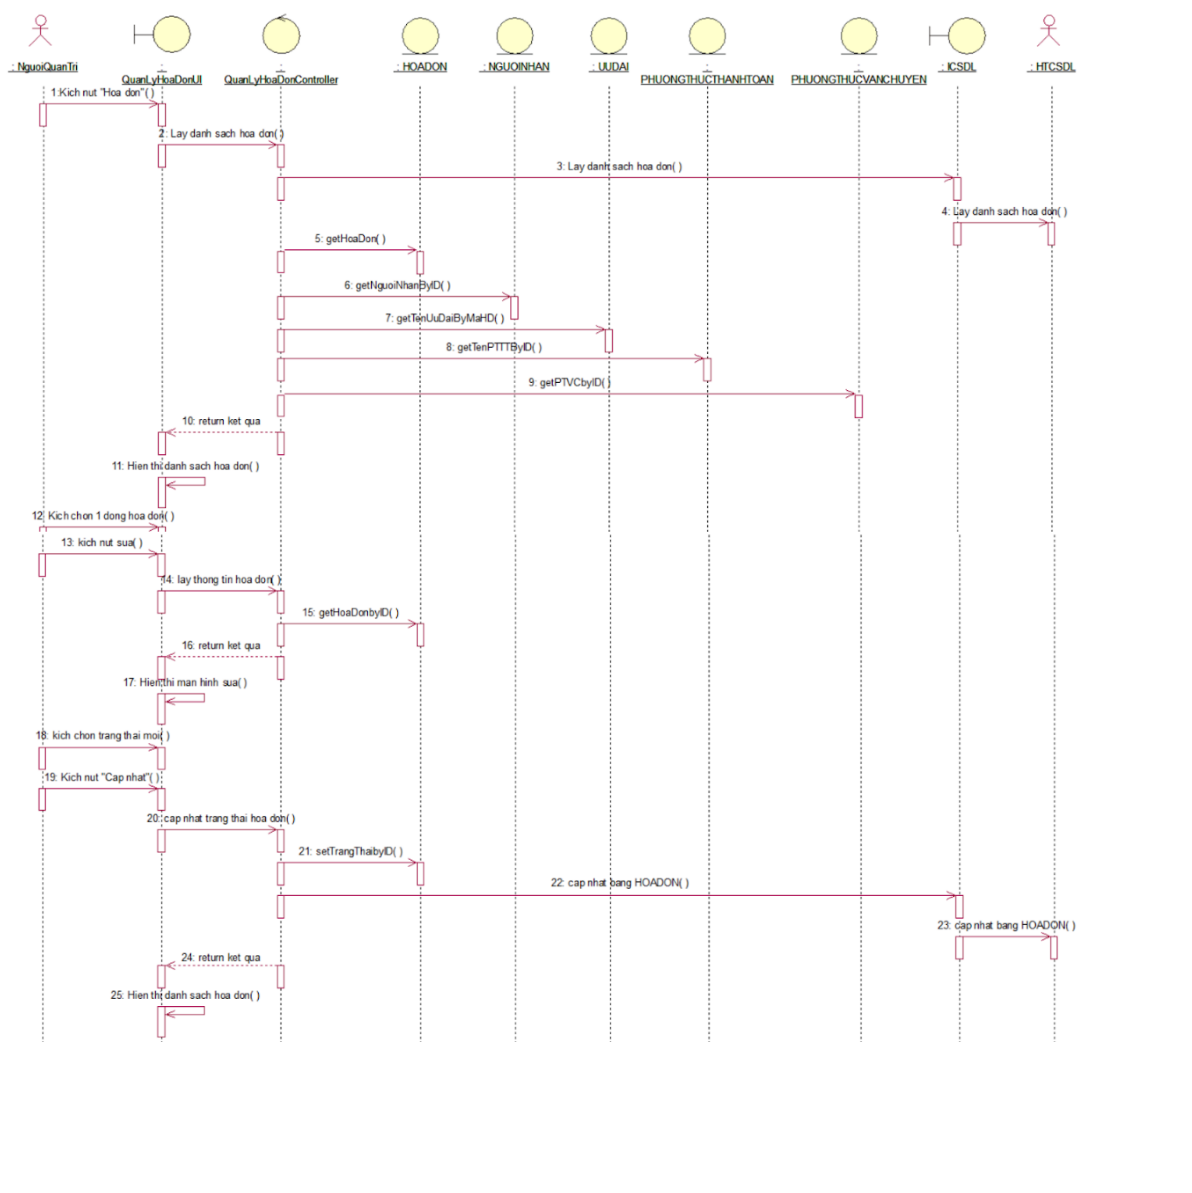 : NguoiQuanTri
: QuanLyHoaDonUI
: QuanLyHoaDonController
: HOADON
: NGUOINHAN
: UUDAI
: PHUONGTHUCTHANHTOAN
: PHUONGTHUCVANCHUYEN
: ICSDL
: HTCSDL
1:Kich nut "Hoa don"( )
2: Lay danh sach hoa don( )
3: Lay danh sach hoa don( )
4: Lay danh sach hoa don( )
5: getHoaDon( )
6: getNguoiNhanByID( )
7: getTenUuDaiByMaHD( )
8: getTenPTTTByID( )
9: getPTVCbyID( )
10: return ket qua
11: Hien thi danh sach hoa don( )
12: Kich chon 1 dong hoa don( )
13: kich nut sua( )
14: lay thong tin hoa don( )
15: getHoaDonbyID( )
16: return ket qua
17: Hien thi man hinh sua( )
18: kich chon trang thai moi( )
19: Kich nut "Cap nhat"( )
20: cap nhat trang thai hoa don( )
21: setTrangThaibyID( )
22: cap nhat bang HOADON( )
23: cap nhat bang HOADON( )
24: return ket qua
25: Hien thi danh sach hoa don( )